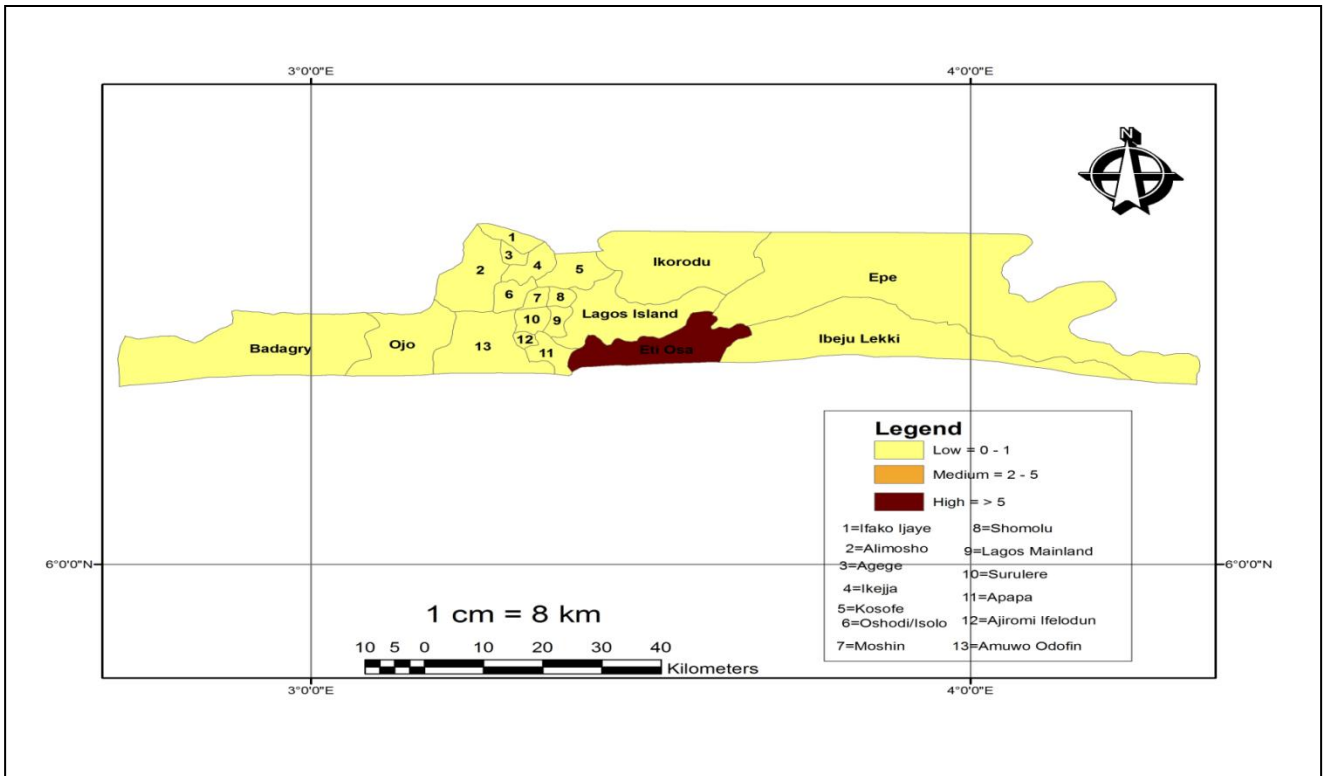 3°0'0"E 4°0'0"E
N
1
3
2
4
5
Ikorodu
Epe
6
7
8
10
9
Lagos Island
12
11
13
Badagry
Ojo
Eti Osa
Ibeju Lekki
Legend
Low = 0 - 1
Medium = 2 - 5
High = > 5
1=Ifako Ijaye 8=Shomolu
2=Alimosho 9=Lagos Mainland
3=Agege 10=Surulere
4=Ikejja 11=Apapa
5=Kosofe
6=Oshodi/Isolo 12=Ajiromi Ifelodun
7=Moshin 13=Amuwo Odofin
6°0'0"N 6°0'0"N
1 cm = 8 km
10 5 0 10 20 30 40
Kilometers
3°0'0"E 4°0'0"E